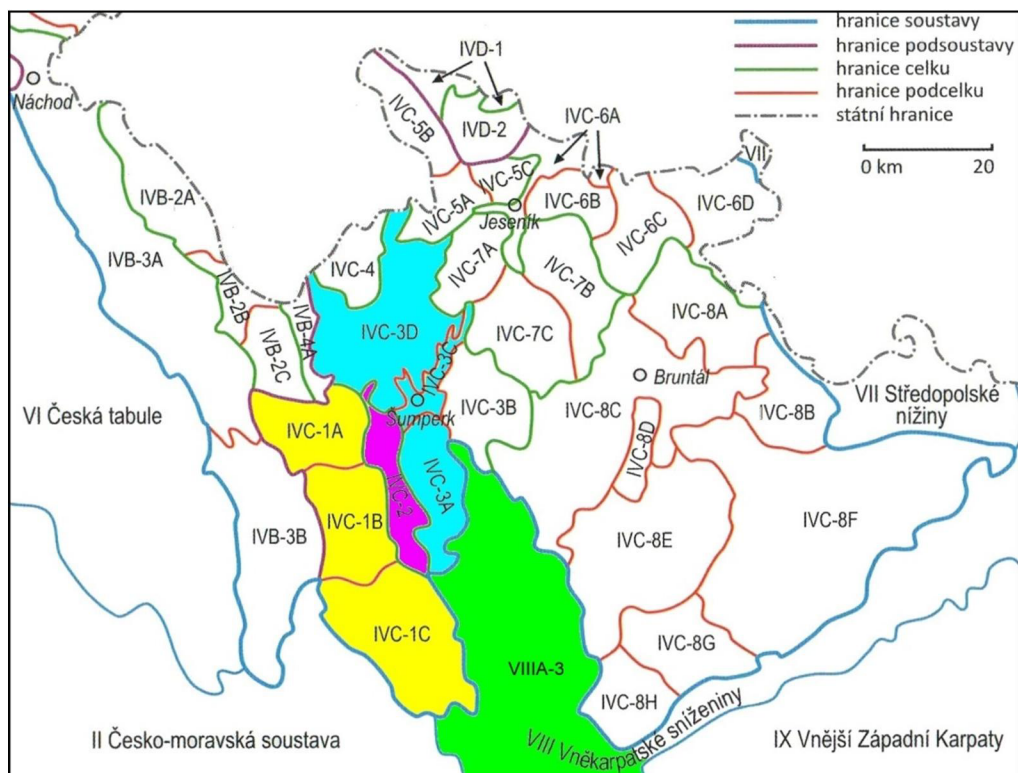 hranice soustavy
hranice podsoustavy
hranice celku
hranice podcelku
státní hranice
0 km 20
Náchod
IVD-1
IVC-5B
IVD-2
IVC-6A
VII
IVB-2A
IVC-5C
IVC-5A
Jeseník
IVC-6B
IVC-6D
IVC-6C
IVB-3A
IVC-4
IVC-7A
IVC-7B
IVB-2B
IVB-4A
IVC-3D
IVC-8A
IVB-2C
IVC-3C
IVC-7C
Bruntál
Šumperk
IVC-3B
IVC-8C
IVC-8B
VI Česká tabule
VII Středopolské
nížiny
IVC-1A
IVC-8D
IVC-2
IVC-3A
IVC-1B
IVC-8F
IVB-3B
IVC-8E
IVC-1C
IVC-8G
VIIIA-3
IVC-8H
VIII Vněkarpatské sníženiny
II Česko-moravská soustava
IX Vnější Západní Karpaty